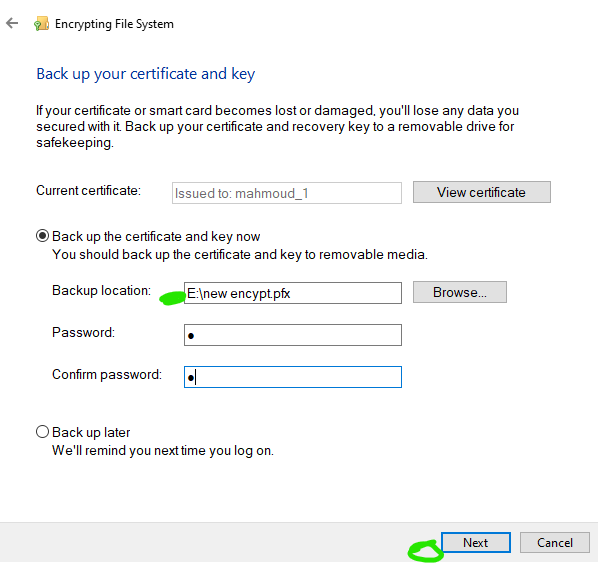 Encrypting File System
Back up your certificate and key
If your certificate or smart card becomes lost or damaged, you'll lose any data you
secured with it. Back up your certificate and recovery key to a removable drive for
safekeeping.
Current certificate:
Issued to: mahmoud_1
View certificate
Back up the certificate and key now
You should back up the certificate and key to removable media.
Backup location:
E:\new encypt.pfx
Browse...
Password:
●
Confirm password:
●
Back up later
We'll remind you next time you log on.
Next
Cancel